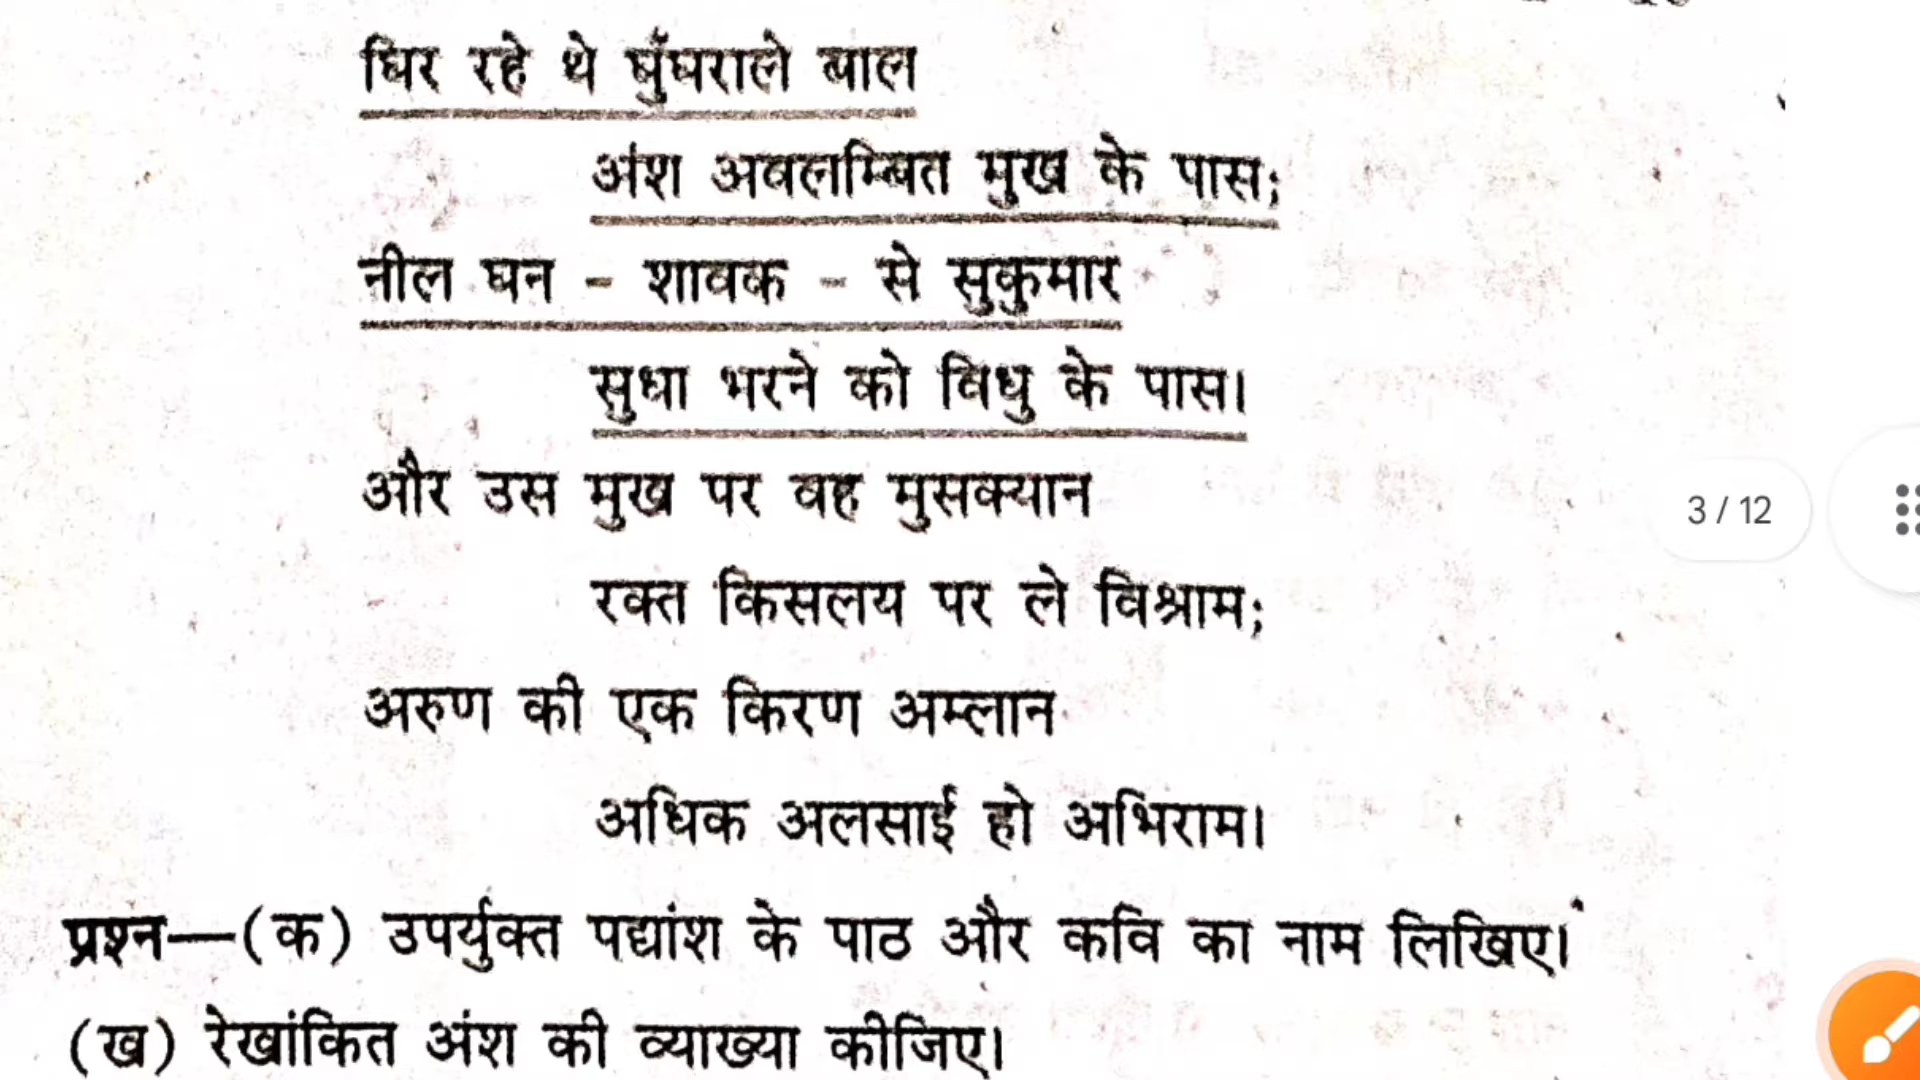 घिर रहे थे घुँघराले बाल
अंश अवलम्बित मुख के पास;
नील घन - शावक - से सुकुमार
सुधा भरने को विधु के पास।
और उस मुख पर वह मुसक्यान
रक्त किसलय पर ले विश्राम;
अरुण की एक किरण अम्लान
अधिक अलसाई हो अभिराम।
3 / 12
प्रश्न—(क) उपर्युक्त पद्यांश के पाठ और कवि का नाम लिखिए।
(ख) रेखांकित अंश की व्याख्या कीजिए।